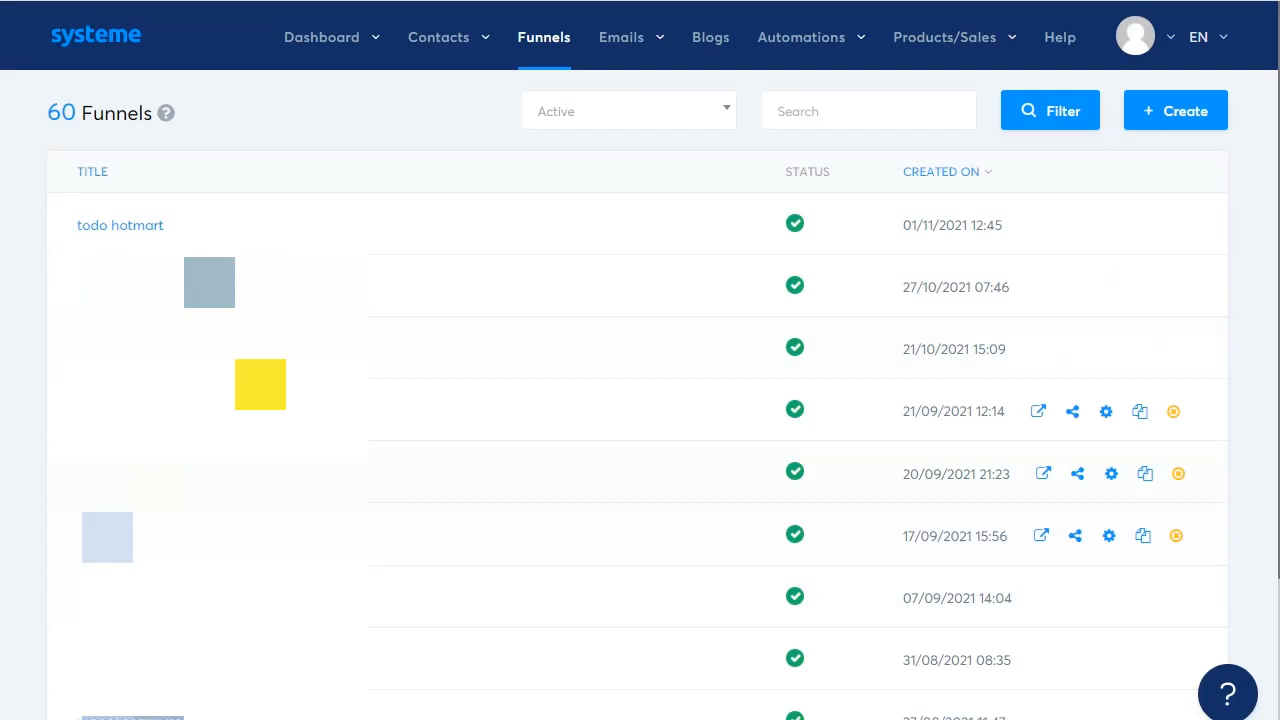 systeme
Dashboard Contacts Funnels Emails Blogs Automations Products/Sales Help EN
60 Funnels ?
Active Search Filter + Create
TITLE STATUS CREATED ON
todo hotmart 01/11/2021 12:45
27/10/2021 07:46
21/10/2021 15:09
21/09/2021 12:14
20/09/2021 21:23
17/09/2021 15:56
07/09/2021 14:04
31/08/2021 08:35
?